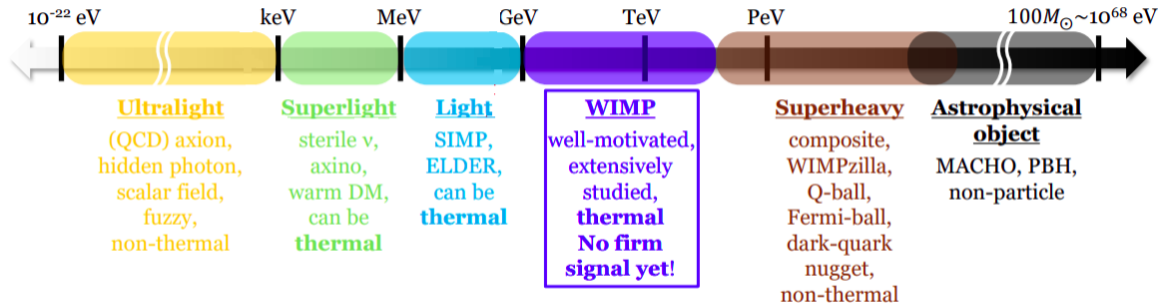 10⁻²² eV keV MeV GeV TeV PeV 100M☉~10⁶⁸ eV
Ultralight
(QCD) axion,
hidden photon,
scalar field,
fuzzy,
non-thermal
Superlight
sterile ν,
axino,
warm DM,
can be
thermal
Light
SIMP,
ELDER,
can be
thermal
WIMP
well-motivated,
extensively
studied,
thermal
No firm
signal yet!
Superheavy
composite,
WIMPzilla,
Q-ball,
Fermi-ball,
dark-quark
nugget,
non-thermal
Astrophysical
object
MACHO, PBH,
non-particle